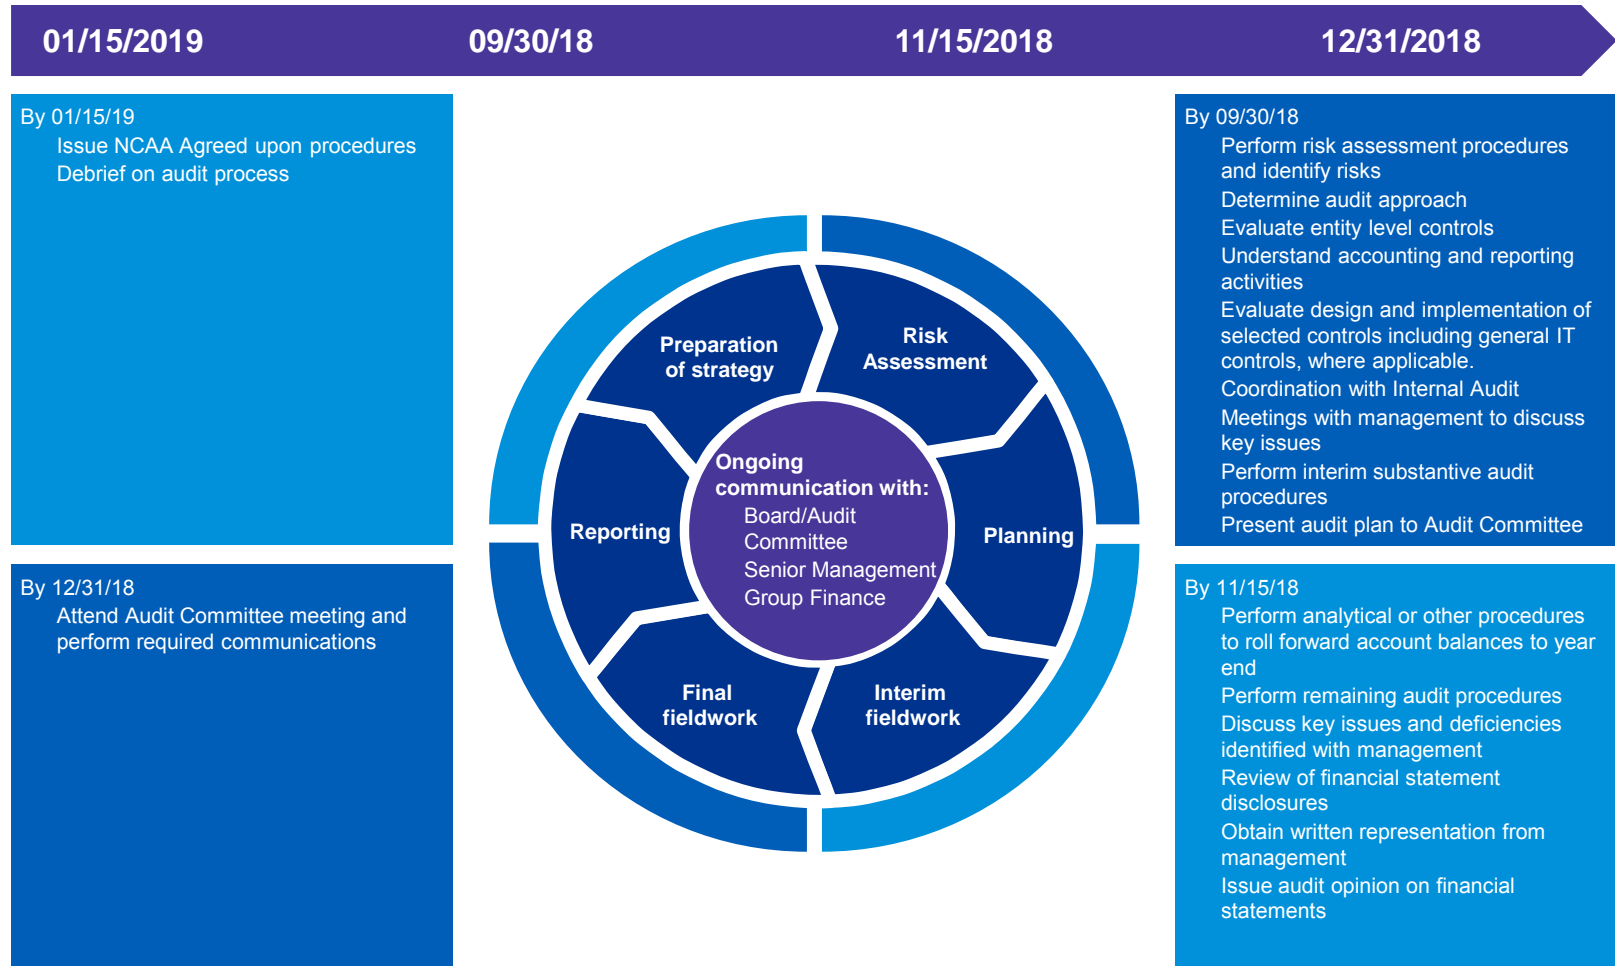 01/15/2019 09/30/18 11/15/2018 12/31/2018
By 01/15/19
Issue NCAA Agreed upon procedures
Debrief on audit process
By 12/31/18
Attend Audit Committee meeting and
perform required communications
Preparation
of strategy
Risk
Assessment
Planning
Interim
fieldwork
Final
fieldwork
Reporting
Ongoing
communication with:
Board/Audit
Committee
Senior Management
Group Finance
By 09/30/18
Perform risk assessment procedures
and identify risks
Determine audit approach
Evaluate entity level controls
Understand accounting and reporting
activities
Evaluate design and implementation of
selected controls including general IT
controls, where applicable.
Coordination with Internal Audit
Meetings with management to discuss
key issues
Perform interim substantive audit
procedures
Present audit plan to Audit Committee
By 11/15/18
Perform analytical or other procedures
to roll forward account balances to year
end
Perform remaining audit procedures
Discuss key issues and deficiencies
identified with management
Review of financial statement
disclosures
Obtain written representation from
management
Issue audit opinion on financial
statements